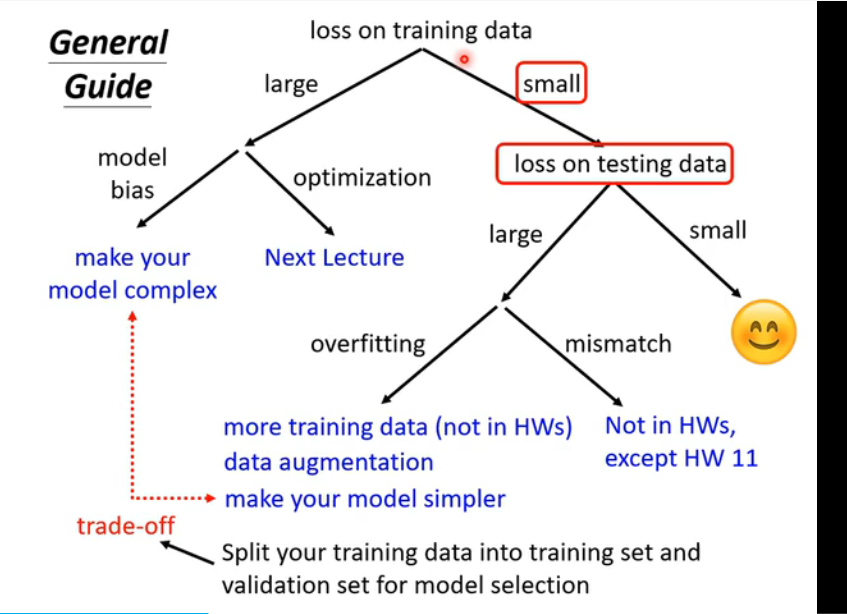 General
Guide
loss on training data
large
small
model
bias
optimization
loss on testing data
make your
model complex
Next Lecture
large
small
overfitting
mismatch
more training data (not in HWs)
data augmentation
make your model simpler
Not in HWs,
except HW 11
trade-off
Split your training data into training set and
validation set for model selection